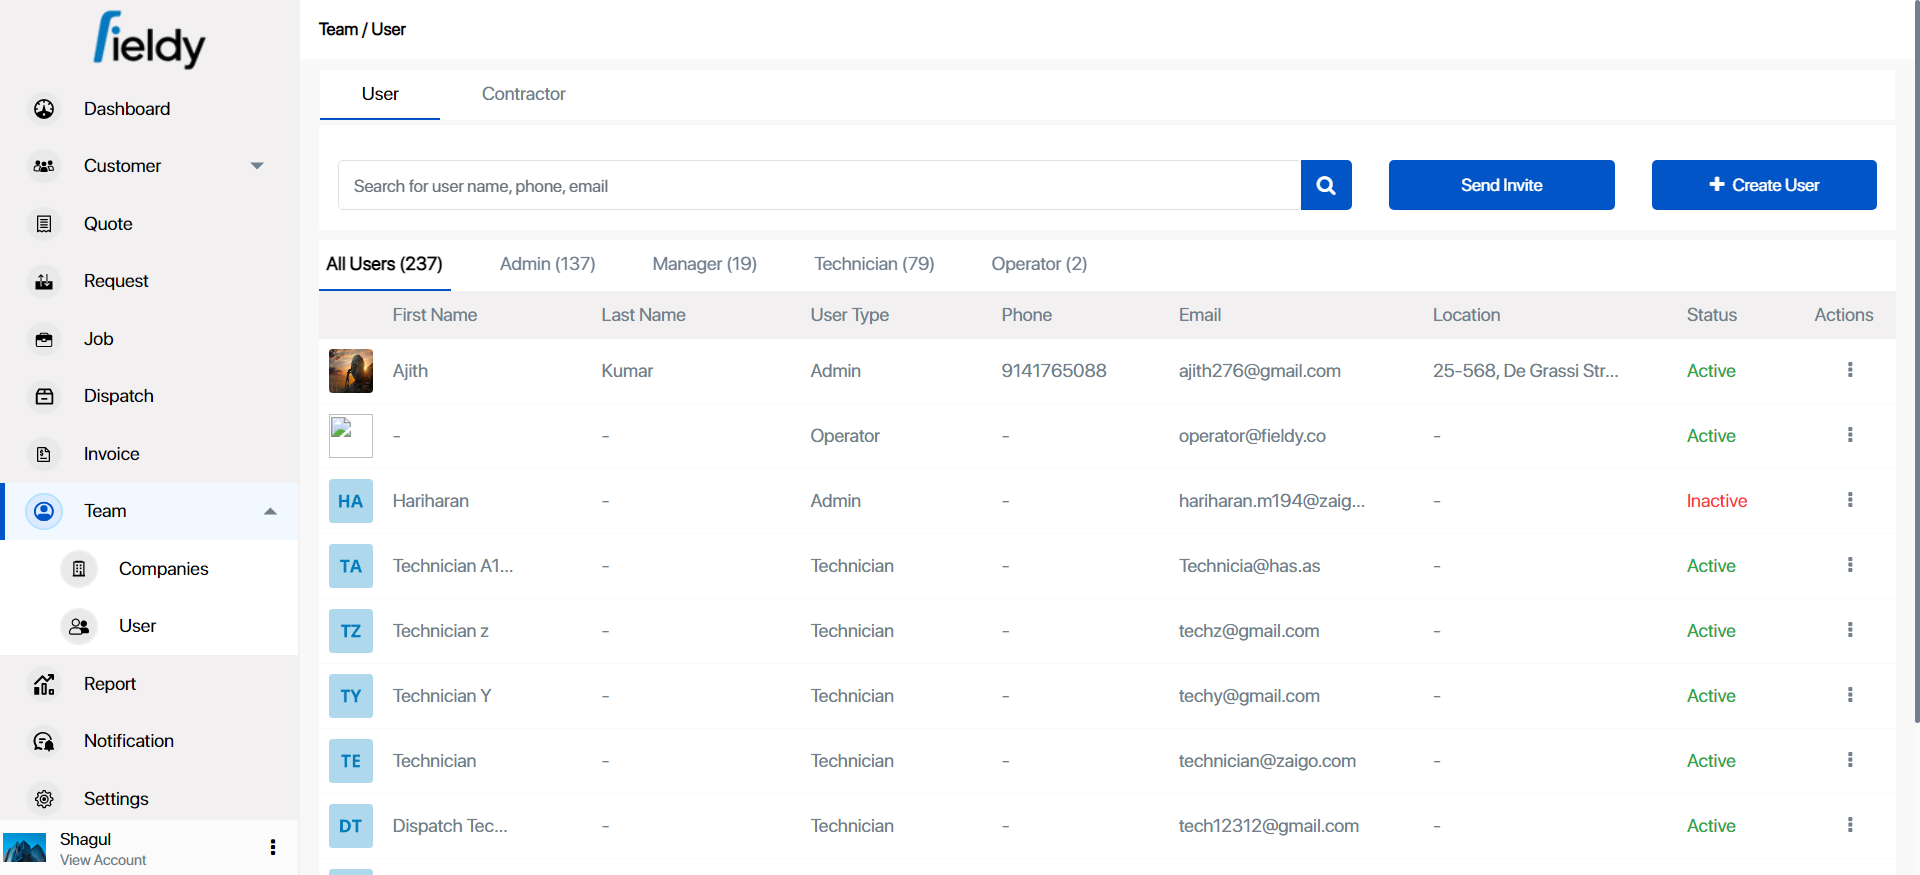 fieldy
Team / User
Dashboard
Customer
Quote
Request
Job
Dispatch
Invoice
Team
Companies
User
Report
Notification
Settings
Shagul
View Account
User Contractor
Search for user name, phone, email
Send Invite
Create User
All Users (237) Admin (137) Manager (19) Technician (79) Operator (2)
First Name Last Name User Type Phone Email Location Status Actions
Ajith Kumar Admin 9141765088 ajith276@gmail.com 25-568, De Grassi Str... Active
- - Operator - operator@fieldy.co - Active
HA Hariharan - Admin - hariharan.m194@zaig... - Inactive
TA Technician A1... - Technician - Technicia@has.as - Active
TZ Technician z - Technician - techz@gmail.com - Active
TY Technician Y - Technician - techy@gmail.com - Active
TE Technician - Technician - technician@zaigo.com - Active
DT Dispatch Tec... - Technician - tech12312@gmail.com - Active